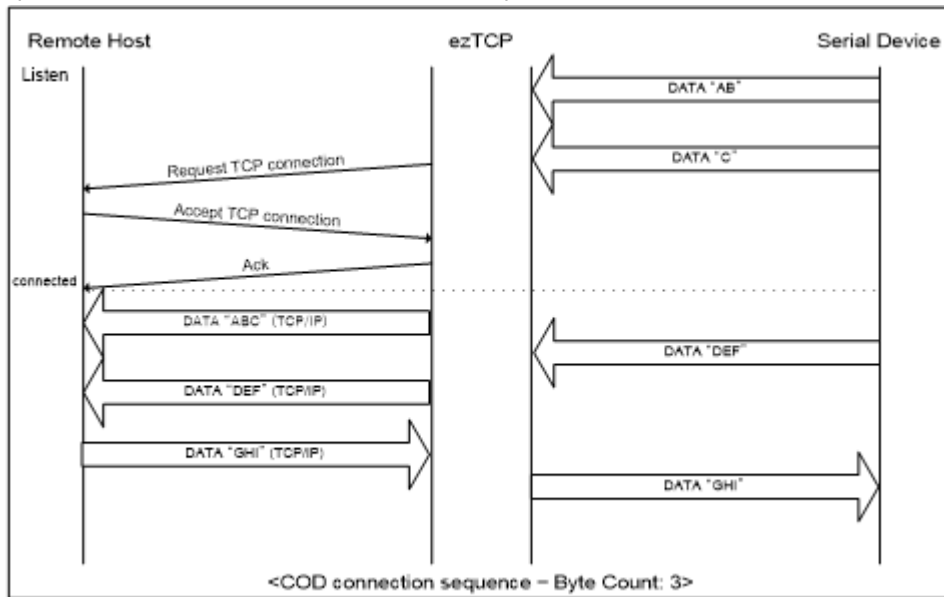 Remote Host
ezTCP
Serial Device
Listen
DATA "AB"
DATA "C"
Request TCP connection
Accept TCP connection
Ack
connected
DATA "ABC" (TCP/IP)
DATA "DEF"
DATA "DEF" (TCP/IP)
DATA "GHI" (TCP/IP)
DATA "GHI"
<COD connection sequence – Byte Count: 3>